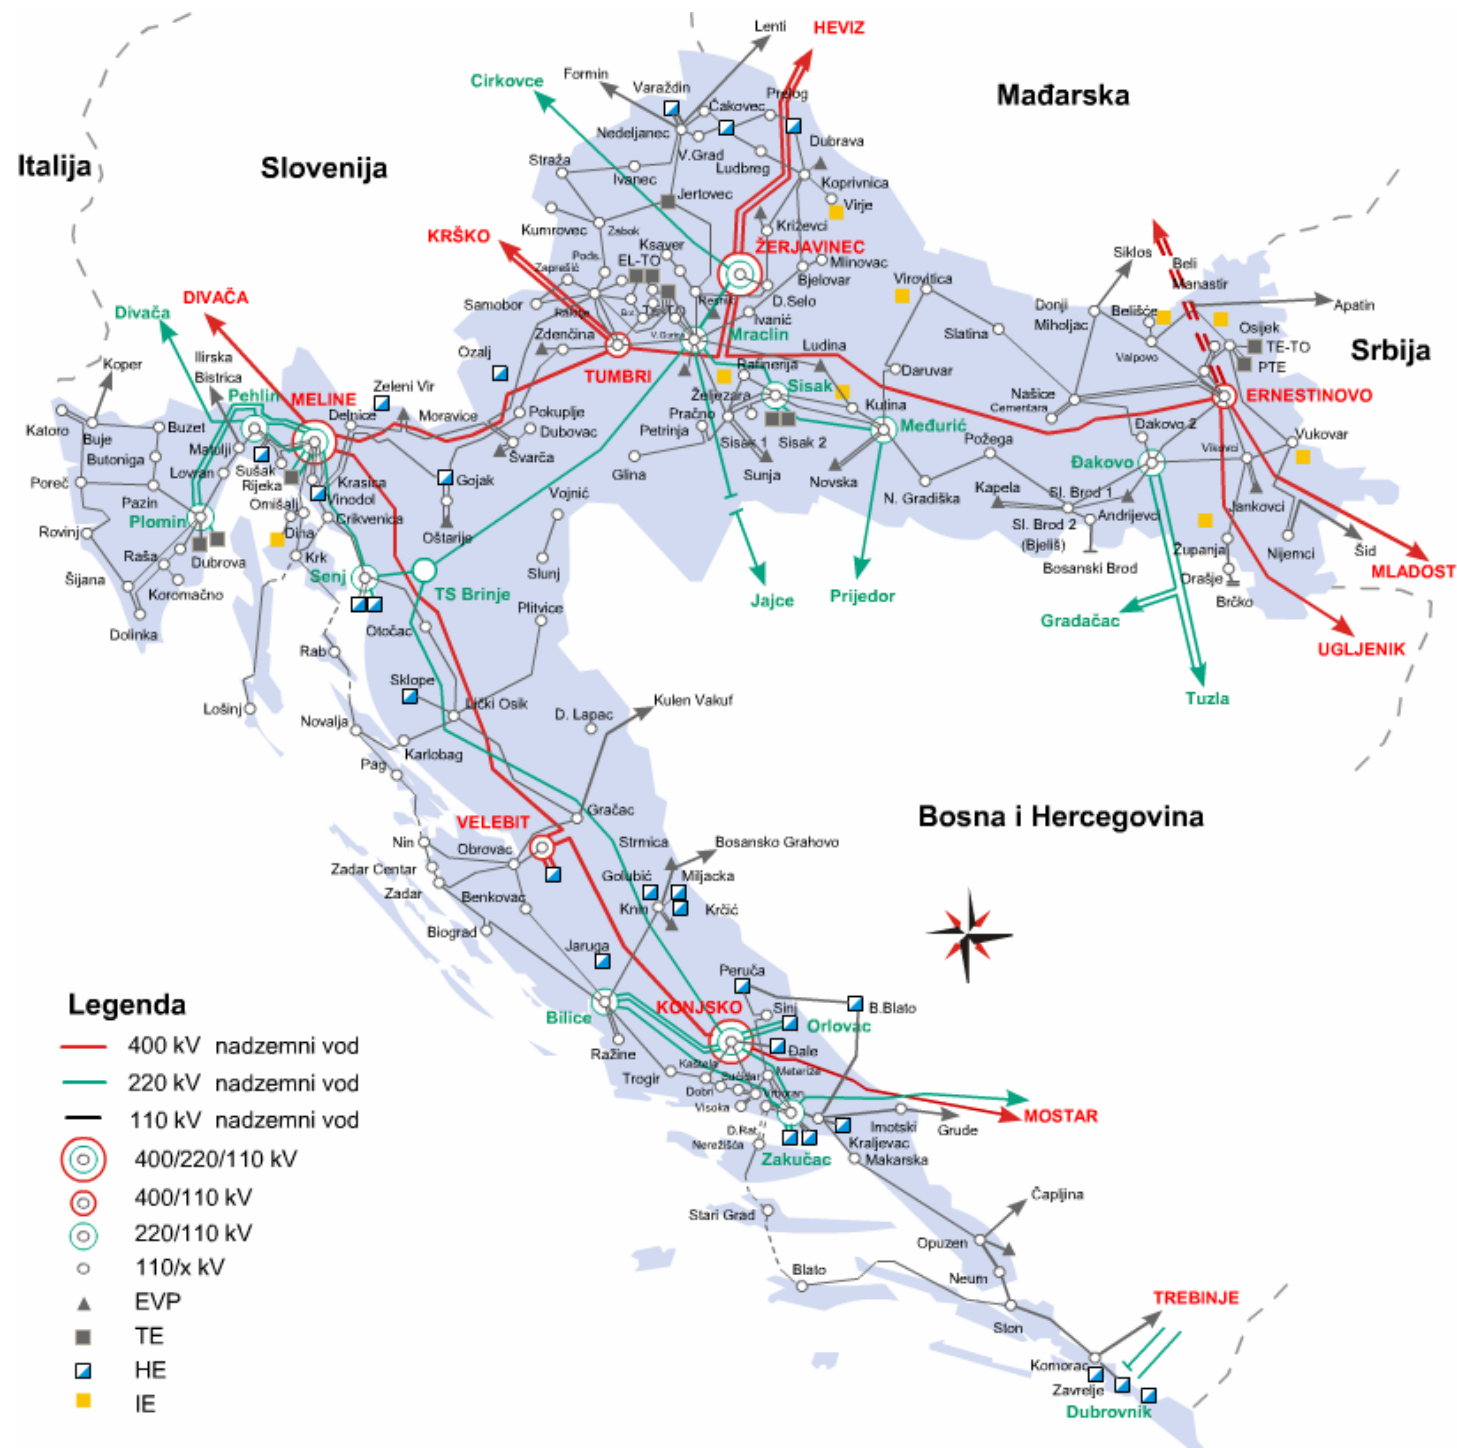 Lenti
HEVIZ
Formin
Cirkovce
Varaždin
Prelog
Čakovec
Mađarska
Nedeljanec
Dubrava
Italija
Slovenija
Straža
V.Grad
Ludbreg
Ivanec
Koprivnica
Jertovec
Virje
Kumrovec
Zabok
Križevci
KRŠKO
Ksaver
ŽERJAVINEC
Pods.
EL-TO
Mlinovac
Siklos
Beli
Manastir
Zaprešić
Bjelovar
Virovitica
DIVAČA
Samobor
Resnik
D.Selo
Donji
Miholjac
Belišće
Apatin
Divača
Ivanić
Zdenčina
Mraclin
Slatina
Osijek
TE-TO
PTE
Srbija
Koper
Ilirska
Bistrica
Ozalj
Ludina
Valpovo
TUMBRI
Rafinerija
Daruvar
Zeleni Vir
Sisak
Našice
Cementara
ERNESTINOVO
Pehlin
MELINE
Željezara
Delnice
Moravice
Pokuplje
Pračno
Kutina
Katoro
Buje
Buzet
Dubovac
Petrinja
Međurić
Đakovo 2
Vukovar
Matulji
Sisak 1
Sisak 2
Požega
Vikovci
Butoniga
Švarča
Lovran
Sušak
Rijeka
Đakovo
Poreč
Krasica
Gojak
Glina
Sunja
Novska
N. Gradiška
Kapela
Sl. Brod 1
Pazin
Vinodol
Vojnić
Jankovci
Omišalj
Plomin
Crikvenica
Andrijevci
Sl. Brod 2
(Bjeliš)
Rovinj
Dina
Oštarije
Županja
Nijemci
Šid
Raša
Dubrova
Krk
Slunj
Bosanski Brod
MLADOST
Šijana
Senj
TS Brinje
Drašje
Koromačno
Plitvice
Jajce
Prijedor
Brčko
Dolinka
Otočac
Gradačac
Rab
UGLJENIK
Sklope
Tuzla
Lošinj
Lički Osik
Kulen Vakuf
Novalja
D. Lapac
Karlobag
Pag
Gračac
Bosna i Hercegovina
VELEBIT
Nin
Strmica
Bosansko Grahovo
Obrovac
Zadar Centar
Golubić
Miljacka
Zadar
Benkovac
Knin
Krčić
Biograd
Jaruga
Peruča
Legenda
KONJSKO
Sinj
B.Blato
Bilice
Orlovac
400 kV nadzemni vod
Ražine
Đale
Kaštela
Sućidar
Meterize
220 kV nadzemni vod
Trogir
Dobri
Vrboran
Visoka
MOSTAR
110 kV nadzemni vod
Imotski
Grude
D.Rat
Kraljevac
Nerežišća
Zakučac
Makarska
400/220/110 kV
400/110 kV
Čapljina
Stari Grad
220/110 kV
Opuzen
110/x kV
Blato
Neum
EVP
TREBINJE
Ston
TE
Komorac
HE
Zavrelje
IE
Dubrovnik